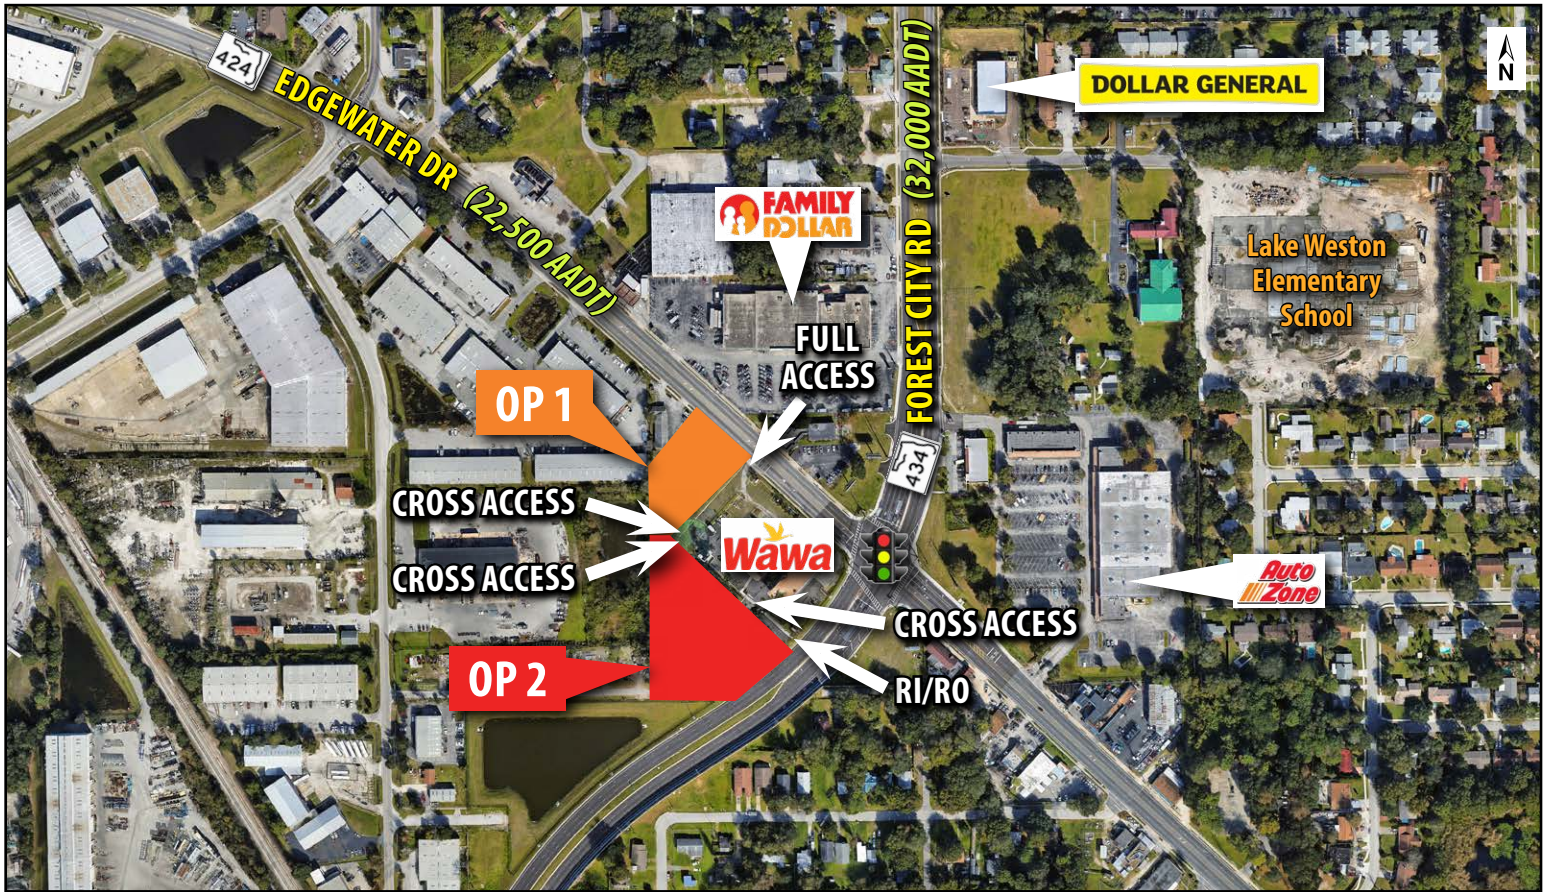 424
EDGEWATER DR (22,500 AADT)
FOREST CITY RD (32,000 AADT)
DOLLAR GENERAL
N
FAMILY
DOLLAR
Lake Weston
Elementary
School
FULL
ACCESS
OP 1
434
CROSS ACCESS
Wawa
CROSS ACCESS
Auto
Zone
CROSS ACCESS
OP 2
RI/RO